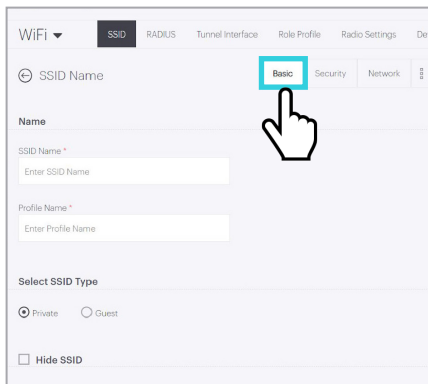 WiFi SSID RADIUS Tunnel Interface Role Profile Radio Settings
SSID Name Basic Security Network
Name
SSID Name *
Enter SSID Name
Profile Name *
Enter Profile Name
Select SSID Type
Private Guest
Hide SSID